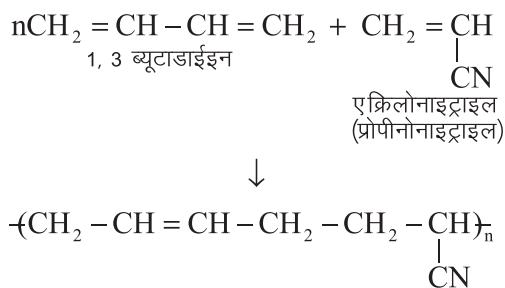 nCH₂ = CH – CH = CH₂ + CH₂ = CH
1, 3 ब्यूटाडाईइन
|
CN
एक्रिलोनाइट्राइल
(प्रोपीनोनाइट्राइल)
↓
-(CH₂ – CH = CH – CH₂ – CH₂ – CH)-ₙ
|
CN